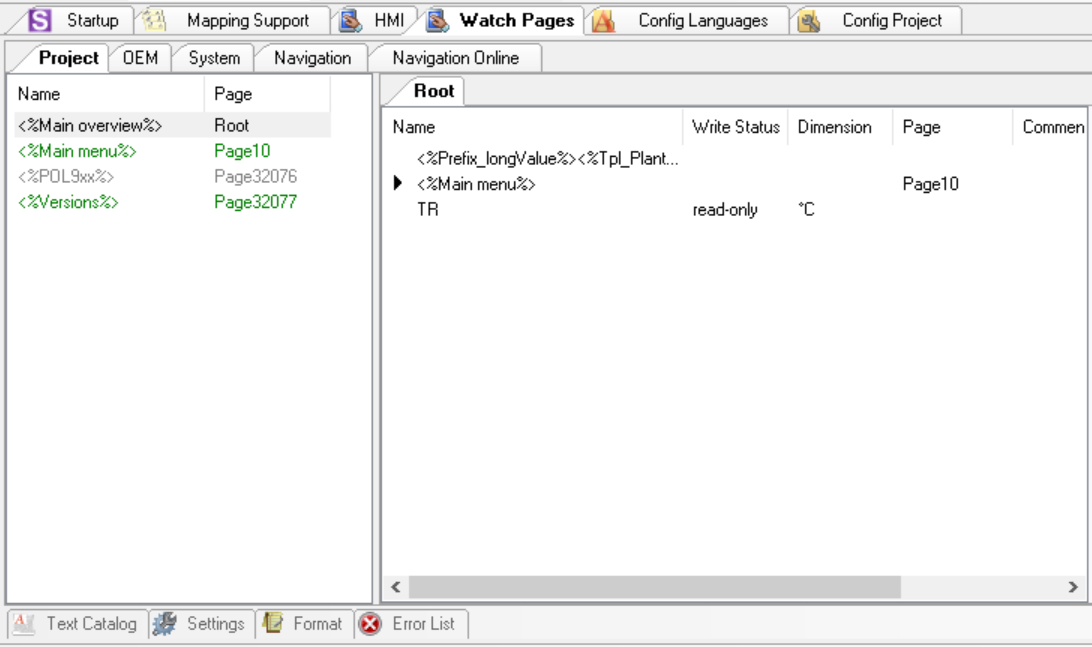 Startup Mapping Support HMI Watch Pages Config Languages Config Project
Project OEM System Navigation Navigation Online
Name Page
<%Main overview%> Root
<%Main menu%> Page10
<%POL9xx%> Page32076
<%Versions%> Page32077
Root
Name Write Status Dimension Page Commen
<%Prefix_longValue%><%Tpl_Plant...
<%Main menu%> Page10
TR read-only °C
Text Catalog Settings Format Error List